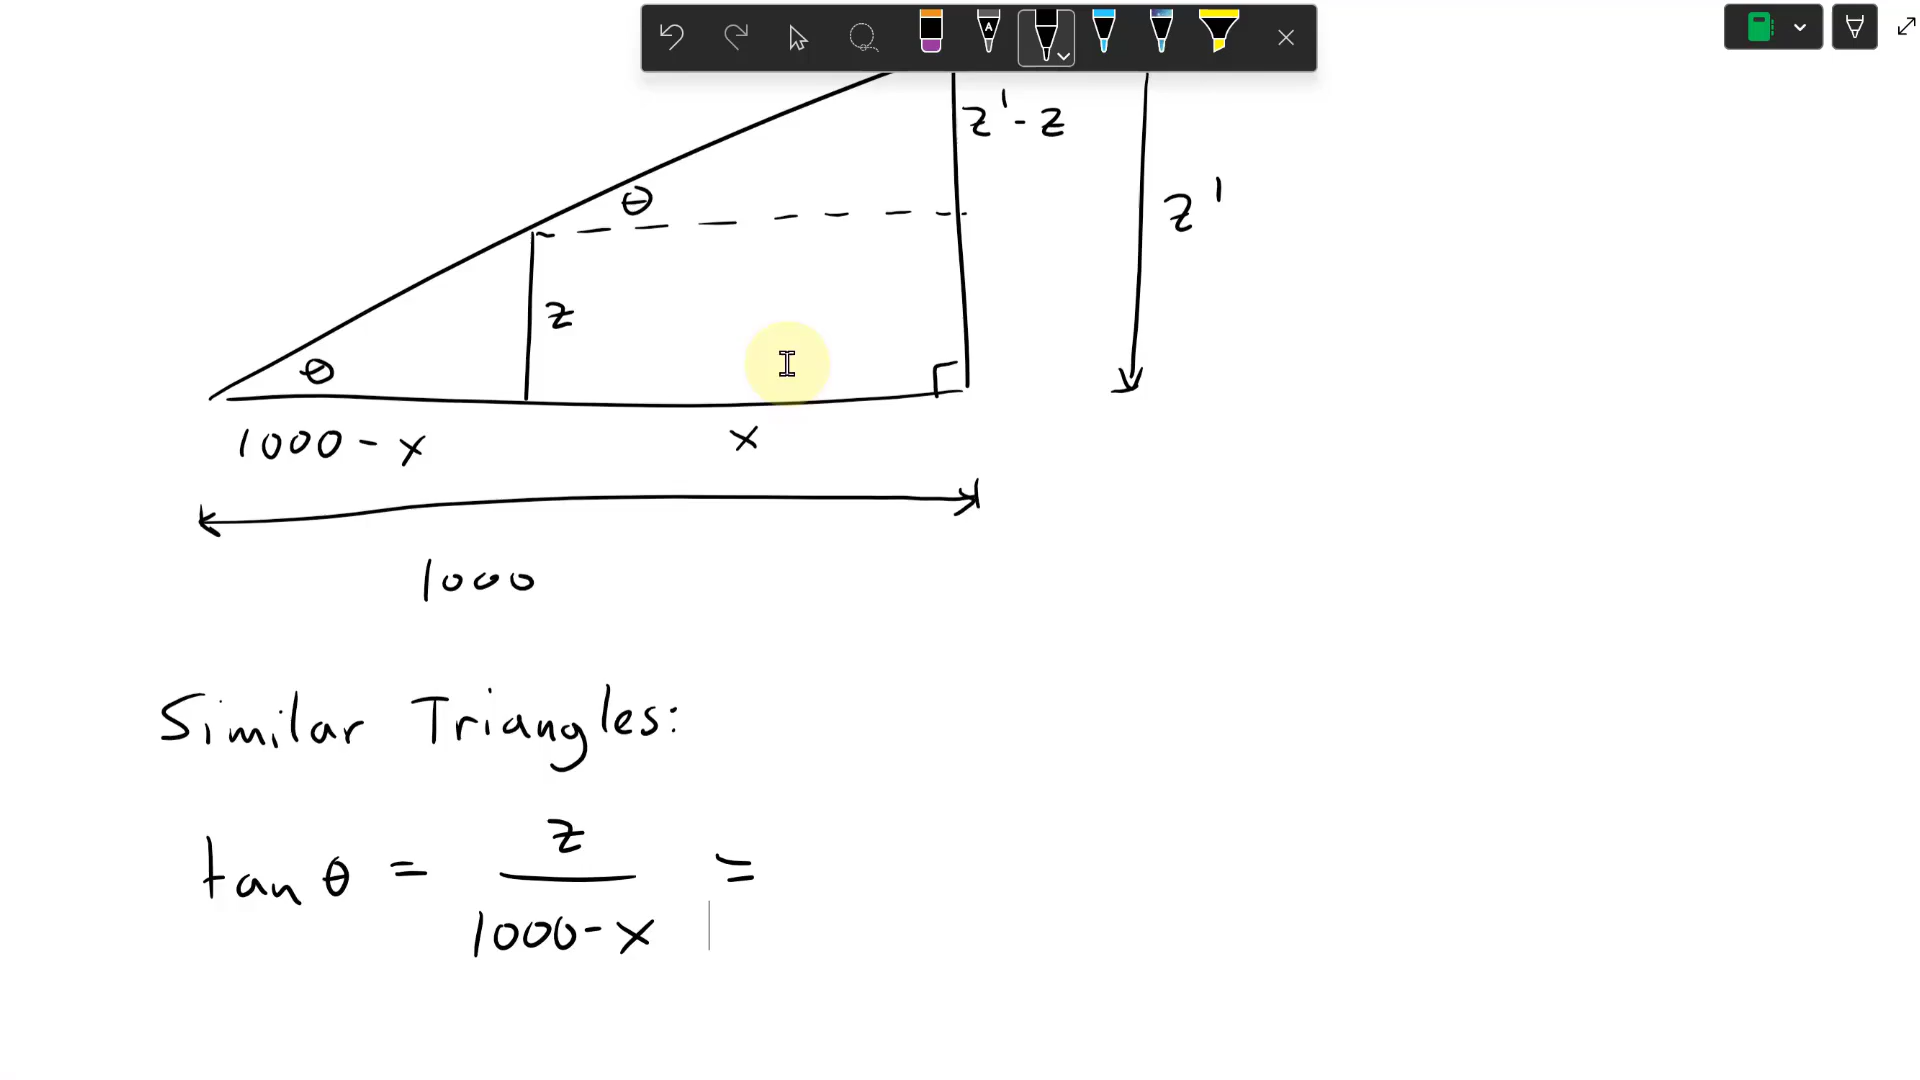 z' - z
z'
θ
z
θ
1000 - x
x
1000
Similar Triangles:
tan θ = z / 1000 - x =